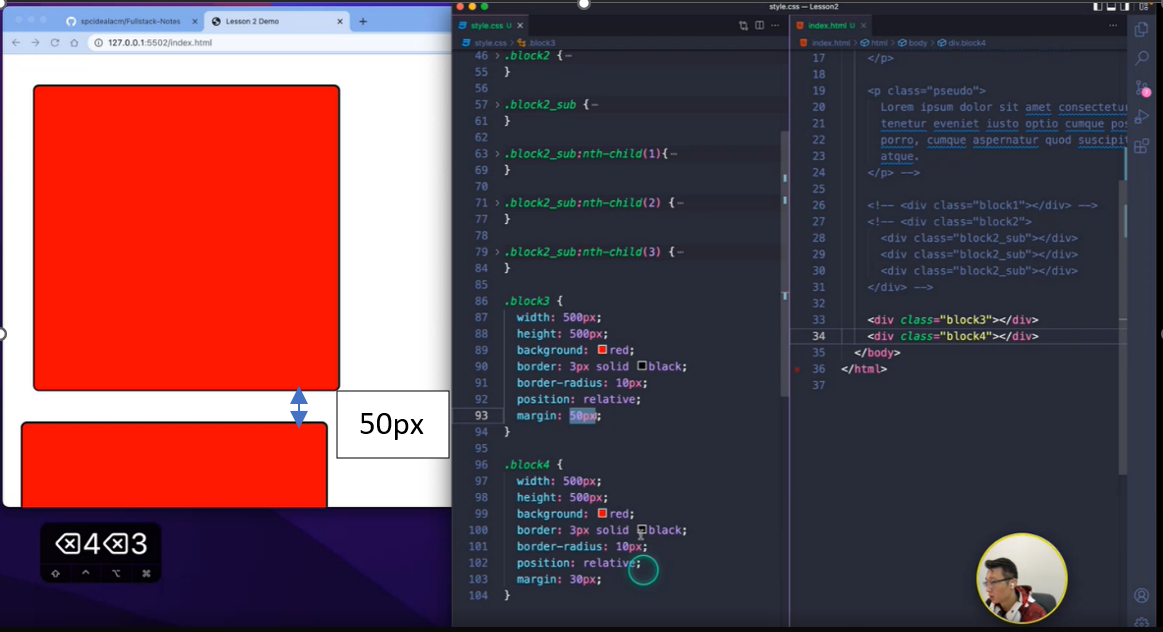 style.css — Lesson2
spcidealacm/Fullstack-Notes
Lesson 2 Demo
127.0.0.1:5502/index.html
50px
4 3
style.css U
style.css > .block3
46 .block2 {
55 }
56
57 .block2_sub {
61 }
62
63 .block2_sub:nth-child(1){
69 }
70
71 .block2_sub:nth-child(2) {
77 }
78
79 .block2_sub:nth-child(3) {
84 }
85
86 .block3 {
87 width: 500px;
88 height: 500px;
89 background: red;
90 border: 3px solid black;
91 border-radius: 10px;
92 position: relative;
93 margin: 50px;
94 }
95
96 .block4 {
97 width: 500px;
98 height: 500px;
99 background: red;
100 border: 3px solid black;
101 border-radius: 10px;
102 position: relative;
103 margin: 30px;
104 }
index.html U
index.html > html > body > div.block4
17 </p>
18
19 <p class="pseudo">
20 Lorem ipsum dolor sit amet consectetu
21 tenetur eveniet iusto optio cumque pos
22 porro, cumque aspernatur quod suscipit
23 atque.
24 </p> -->
25
26 <!-- <div class="block1"></div> -->
27 <!-- <div class="block2">
28 <div class="block2_sub"></div>
29 <div class="block2_sub"></div>
30 <div class="block2_sub"></div>
31 </div> -->
32
33 <div class="block3"></div>
34 <div class="block4"></div>
35 </body>
36 </html>
37